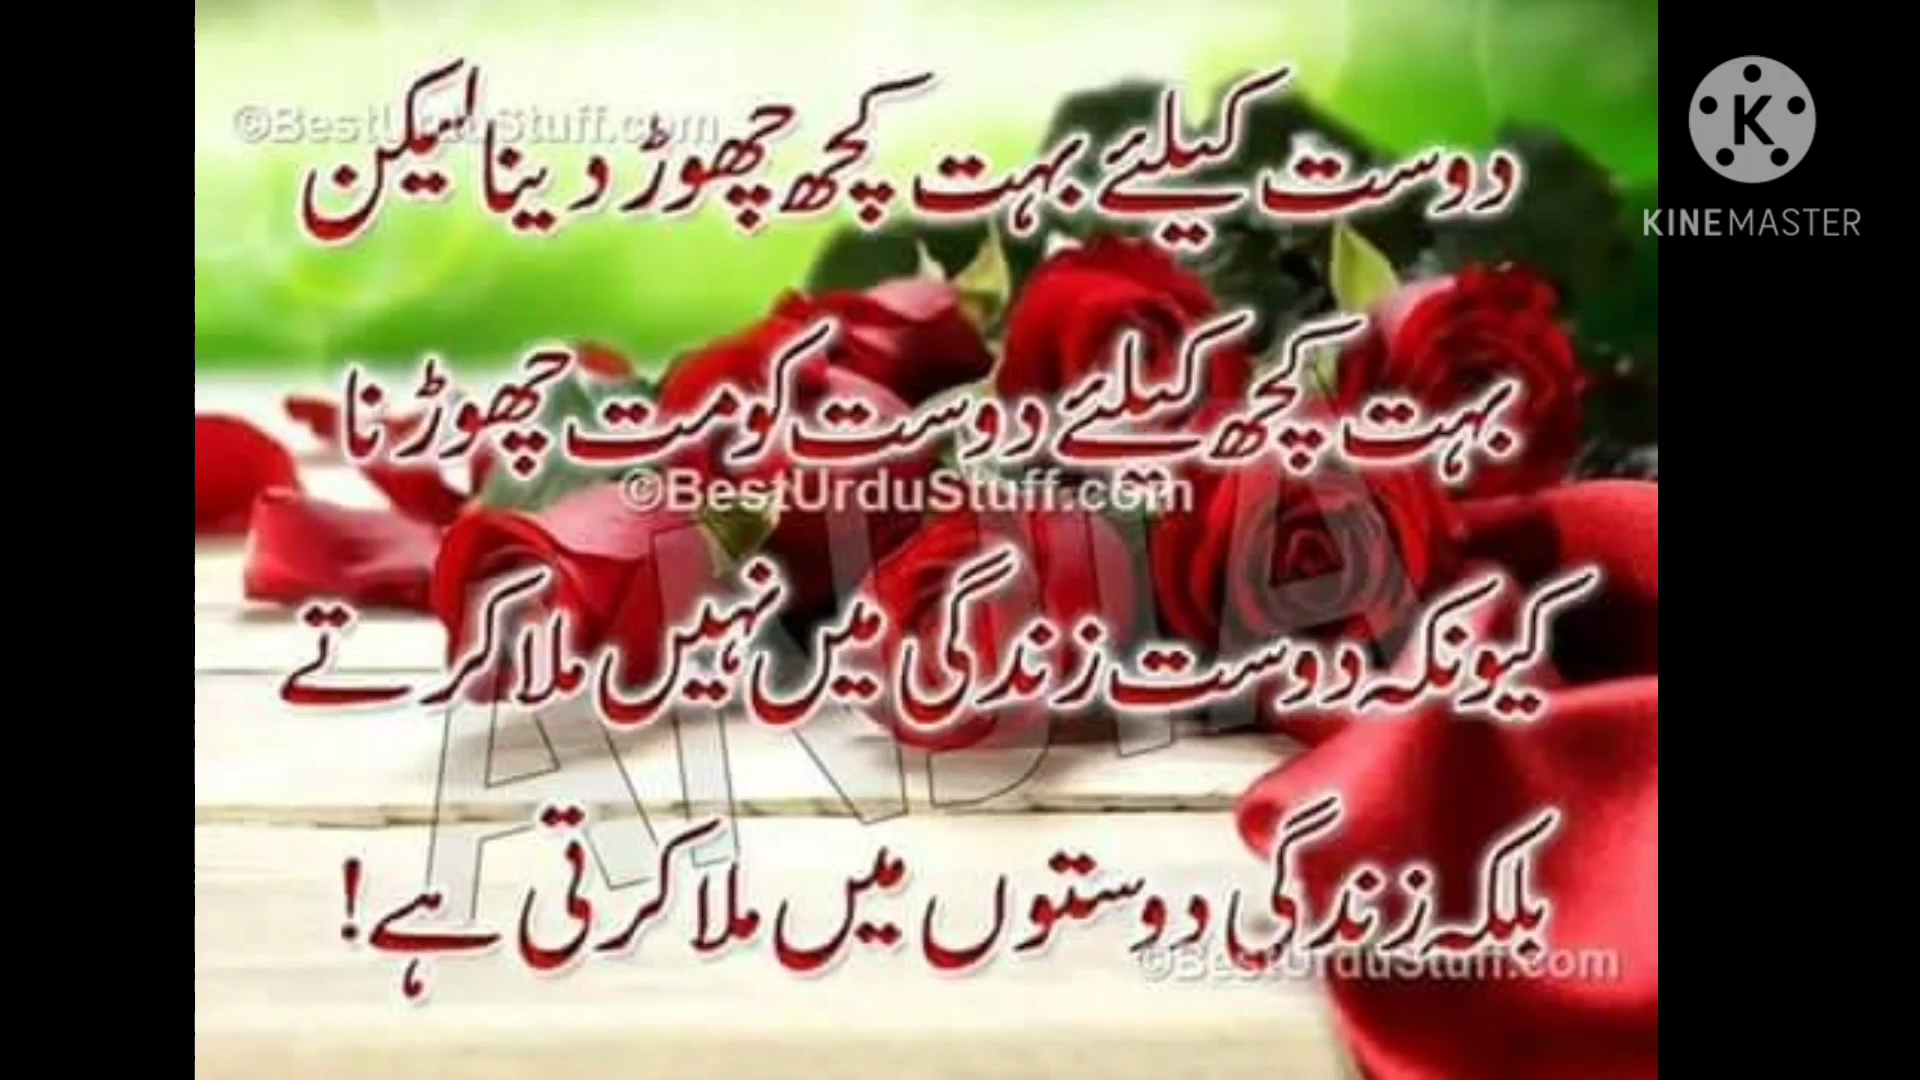 دوست کیلئے بہت کچھ چھوڑ دینا لیکن
©BestUrduStuff.com
بہت کچھ کیلئے دوست کو مت چھوڑنا
©BestUrduStuff.com
کیونکہ دوست زندگی میں نہیں ملا کرتے
بلکہ زندگی دوستوں میں ملا کرتی ہے!
©BestUrduStuff.com
K
KINEMASTER